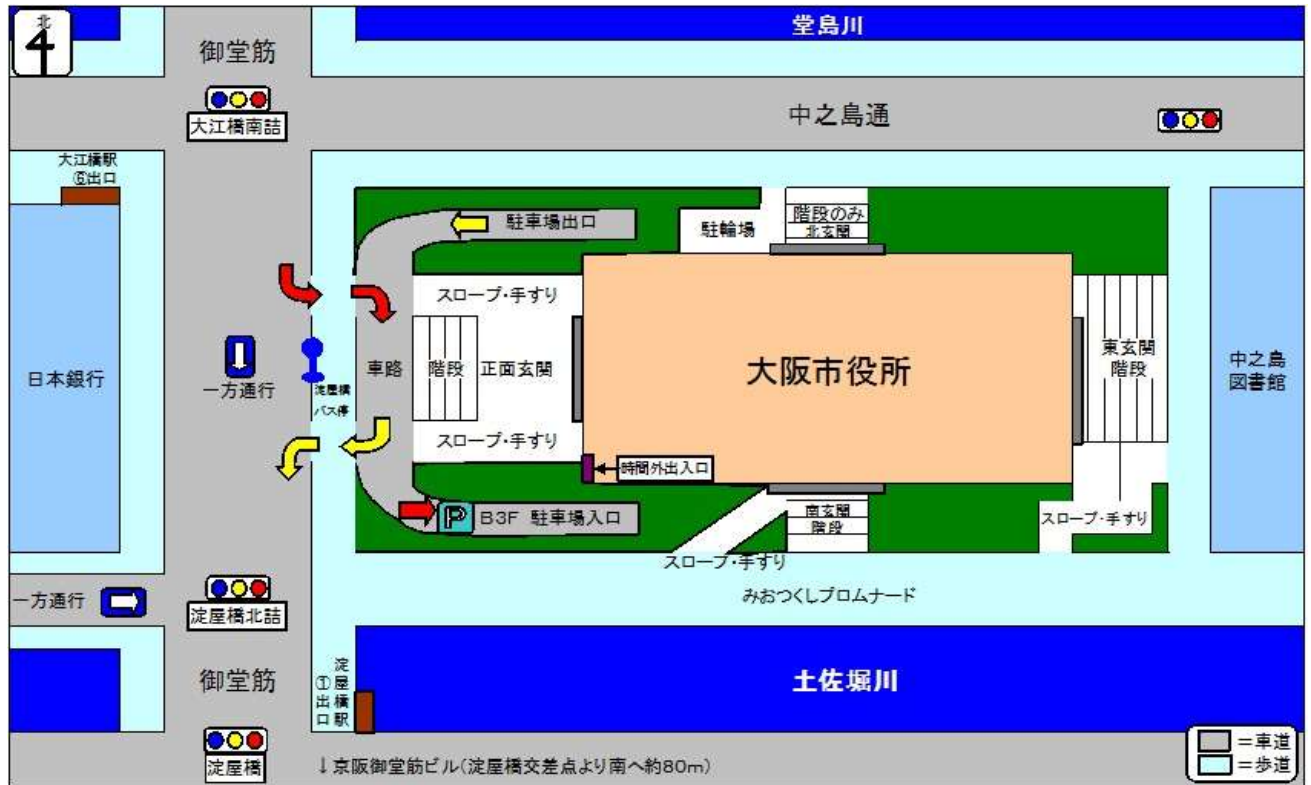 北
堂島川
御堂筋
大江橋南詰
中之島通
大江橋駅
⑥出口
駐車場出口
駐輪場
階段のみ
北玄関
スロープ・手すり
日本銀行
一方通行
淀屋橋
バス停
車路
階段
正面玄関
大阪市役所
東玄関
階段
中之島
図書館
スロープ・手すり
時間外出入口
P
B3F 駐車場入口
南玄関
階段
スロープ・手すり
スロープ・手すり
一方通行
淀屋橋北詰
みおつくしプロムナード
御堂筋
淀屋橋駅
①出口
土佐堀川
淀屋橋
↓京阪御堂筋ビル(淀屋橋交差点より南へ約80m)
=車道
=歩道